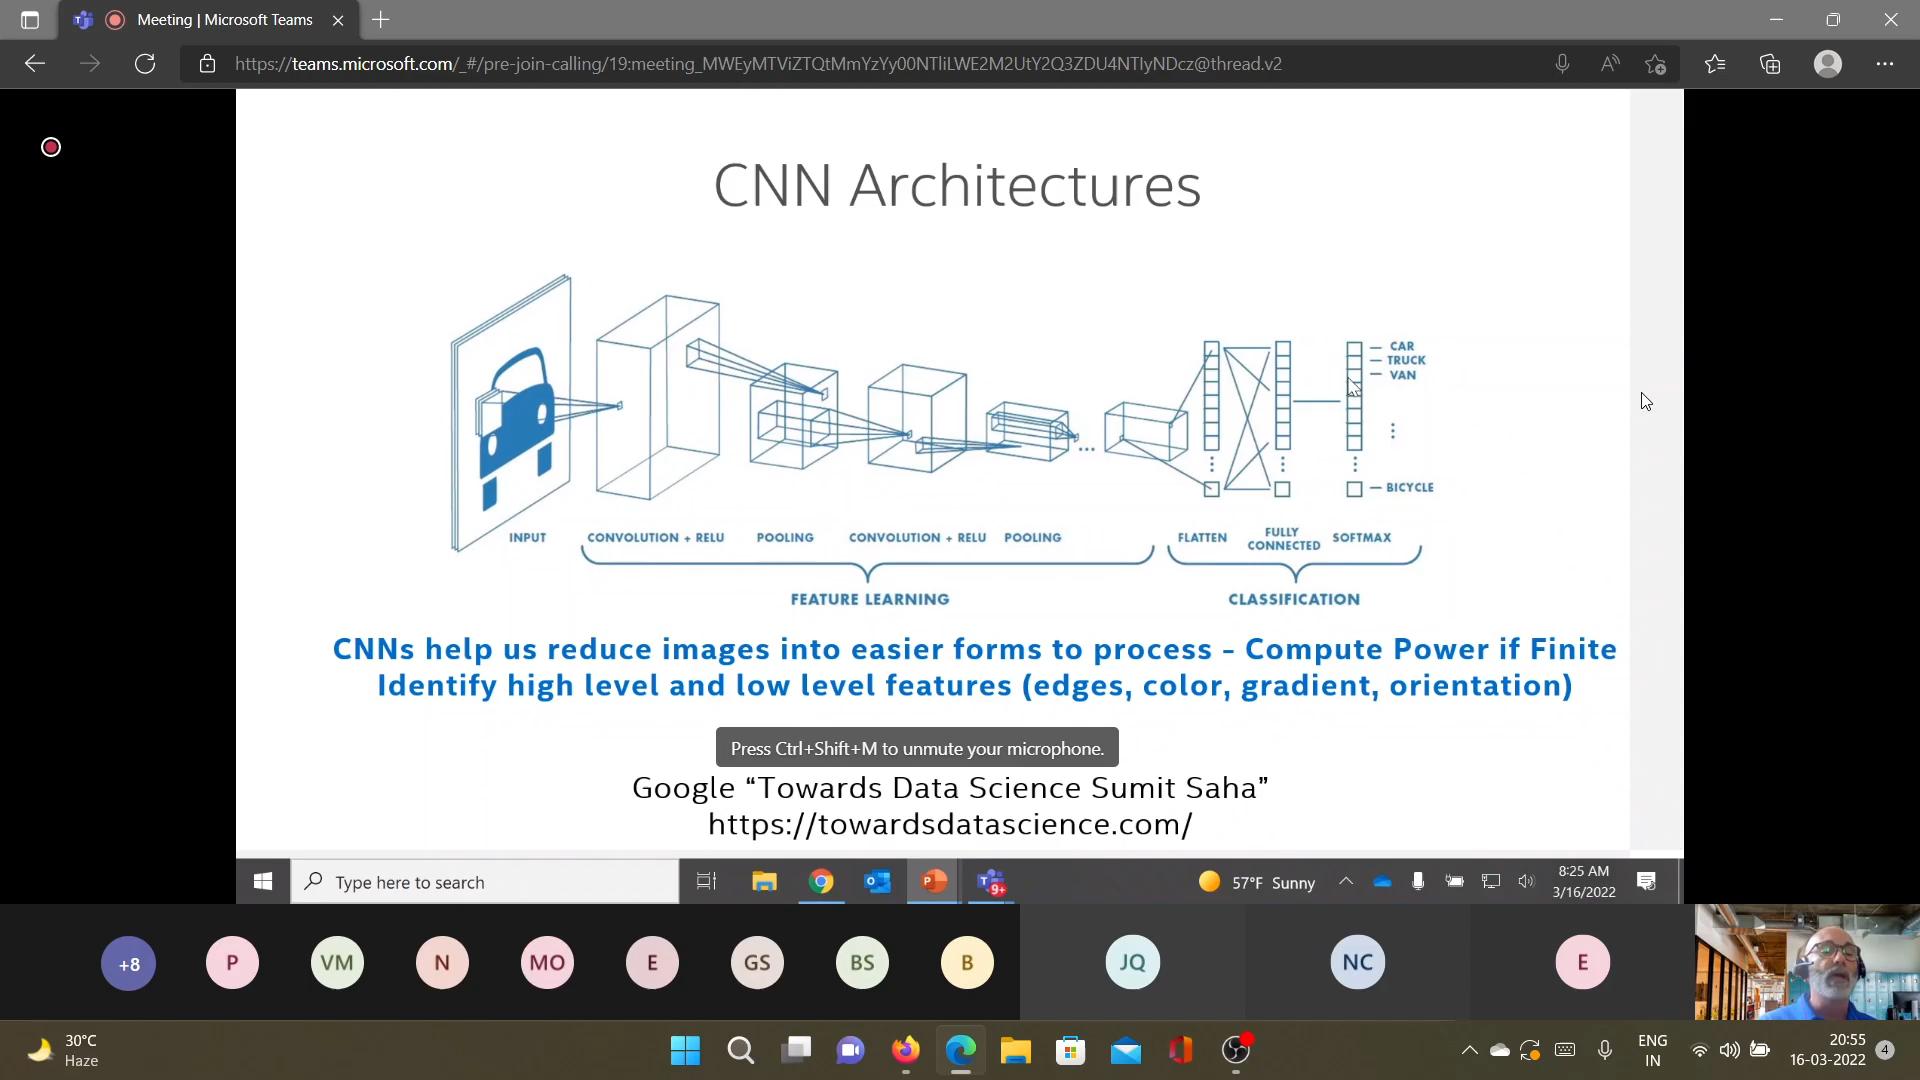 Meeting | Microsoft Teams
https://teams.microsoft.com/_#/pre-join-calling/19:meeting_MWEyMTViZTQtMmYzYy00NTliLWE2M2UtY2Q3ZDU4NTIyNDcz@thread.v2
CNN Architectures
CAR
TRUCK
VAN
BICYCLE
INPUT
CONVOLUTION + RELU
POOLING
CONVOLUTION + RELU
POOLING
FLATTEN
FULLY
CONNECTED
SOFTMAX
FEATURE LEARNING
CLASSIFICATION
CNNs help us reduce images into easier forms to process - Compute Power if Finite
Identify high level and low level features (edges, color, gradient, orientation)
Press Ctrl+Shift+M to unmute your microphone.
Google “Towards Data Science Sumit Saha”
https://towardsdatascience.com/
Type here to search
9+
57°F Sunny
8:25 AM
3/16/2022
+8
P
VM
N
MO
E
GS
BS
B
JQ
NC
E
30°C
Haze
ENG
IN
20:55
16-03-2022
4